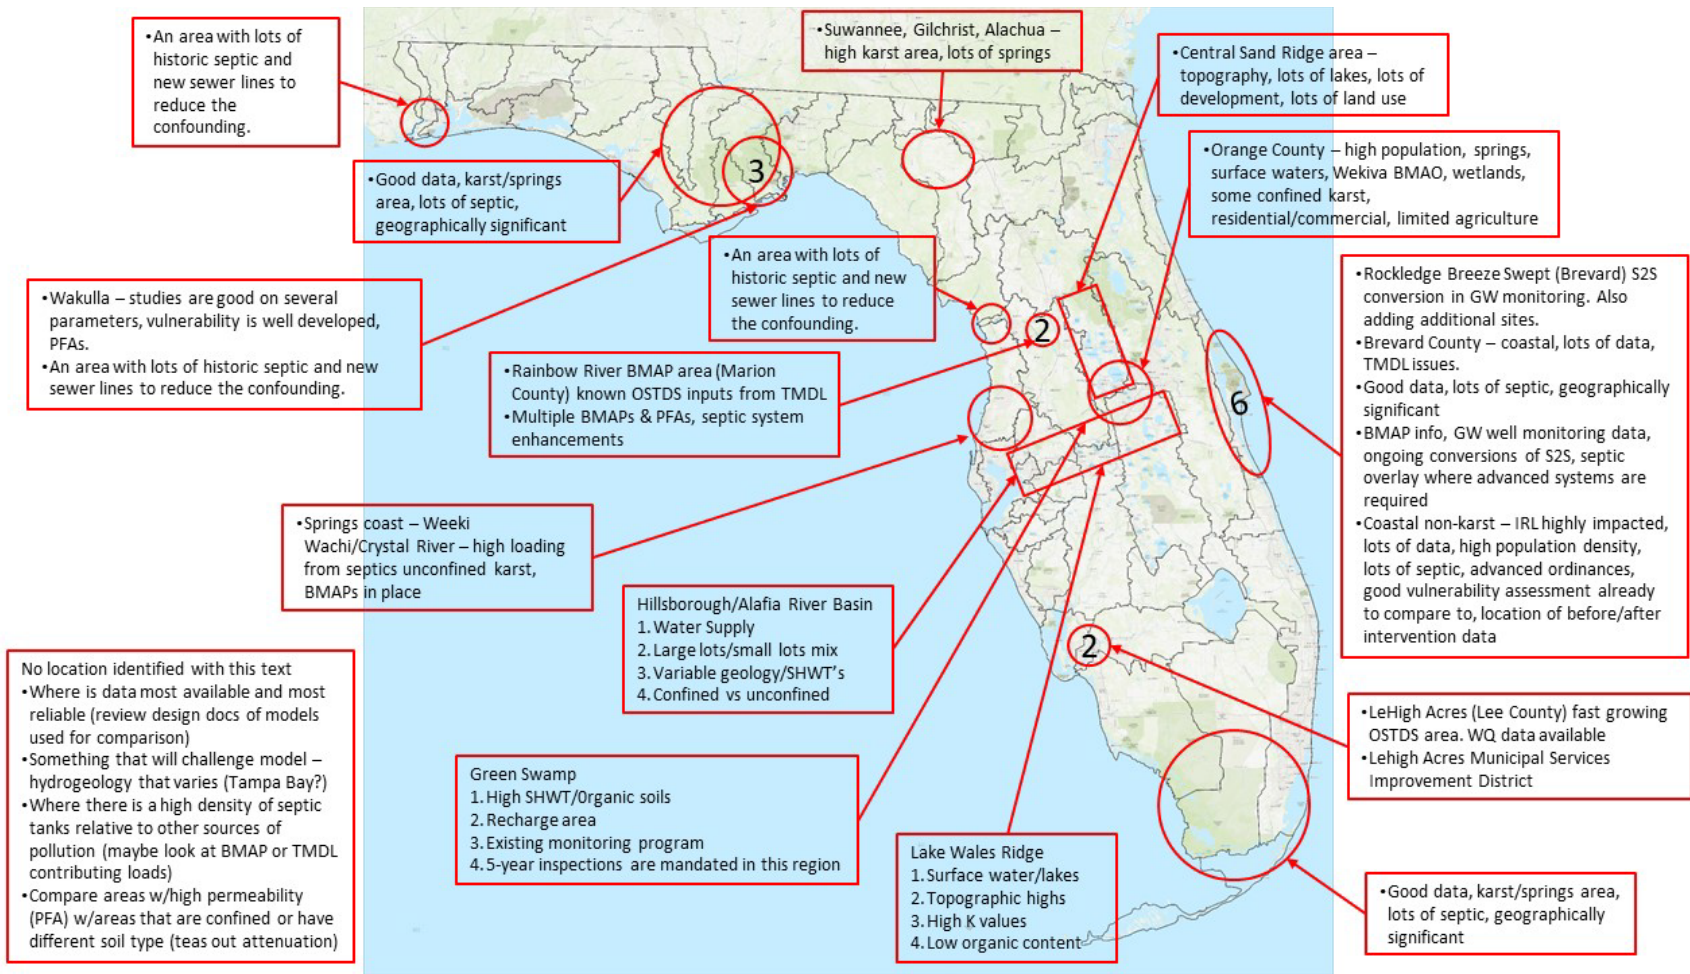 •An area with lots of
historic septic and
new sewer lines to
reduce the
confounding.
•Suwannee, Gilchrist, Alachua –
high karst area, lots of springs
•Central Sand Ridge area –
topography, lots of lakes, lots of
development, lots of land use
•Orange County – high population, springs,
surface waters, Wekiva BMAO, wetlands,
some confined karst,
residential/commercial, limited agriculture
•Good data, karst/springs
area, lots of septic,
geographically significant
3
•An area with lots of
historic septic and new
sewer lines to reduce
the confounding.
•Wakulla – studies are good on several
parameters, vulnerability is well developed,
PFAs.
•An area with lots of historic septic and new
sewer lines to reduce the confounding.
2
•Rainbow River BMAP area (Marion
County) known OSTDS inputs from TMDL
•Multiple BMAPs & PFAs, septic system
enhancements
6
•Rockledge Breeze Swept (Brevard) S2S
conversion in GW monitoring. Also
adding additional sites.
•Brevard County – coastal, lots of data,
TMDL issues.
•Good data, lots of septic, geographically
significant
•BMAP info, GW well monitoring data,
ongoing conversions of S2S, septic
overlay where advanced systems are
required
•Coastal non-karst – IRL highly impacted,
lots of data, high population density,
lots of septic, advanced ordinances,
good vulnerability assessment already
to compare to, location of before/after
intervention data
•Springs coast – Weeki
Wachi/Crystal River – high loading
from septics unconfined karst,
BMAPs in place
Hillsborough/Alafia River Basin
1. Water Supply
2. Large lots/small lots mix
3. Variable geology/SHWT's
4. Confined vs unconfined
2
No location identified with this text
•Where is data most available and most
reliable (review design docs of models
used for comparison)
•Something that will challenge model –
hydrogeology that varies (Tampa Bay?)
•Where there is a high density of septic
tanks relative to other sources of
pollution (maybe look at BMAP or TMDL
contributing loads)
•Compare areas w/high permeability
(PFA) w/areas that are confined or have
different soil type (teas out attenuation)
•LeHigh Acres (Lee County) fast growing
OSTDS area. WQ data available
•Lehigh Acres Municipal Services
Improvement District
Green Swamp
1. High SHWT/Organic soils
2. Recharge area
3. Existing monitoring program
4. 5-year inspections are mandated in this region
Lake Wales Ridge
1. Surface water/lakes
2. Topographic highs
3. High K values
4. Low organic content
•Good data, karst/springs area,
lots of septic, geographically
significant